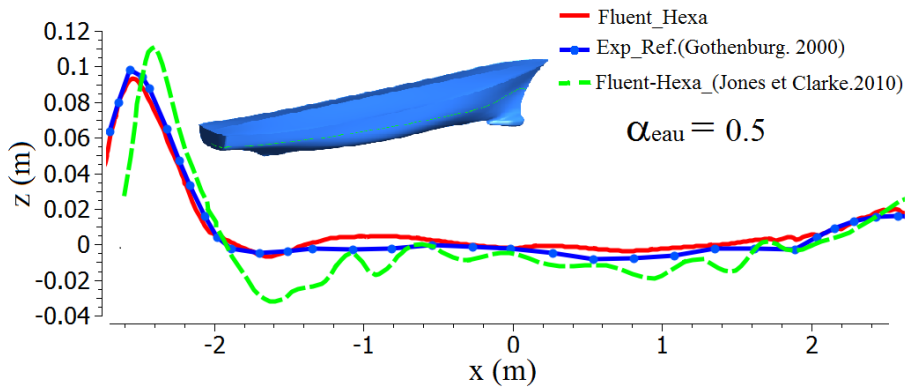 Fluent_Hexa
Exp_Ref.(Gothenburg. 2000)
Fluent-Hexa_(Jones et Clarke.2010)
αeau = 0.5
z (m)
0.12
0.1
0.08
0.06
0.04
0.02
0
-0.02
-0.04
-2 -1 0 1 2
x (m)